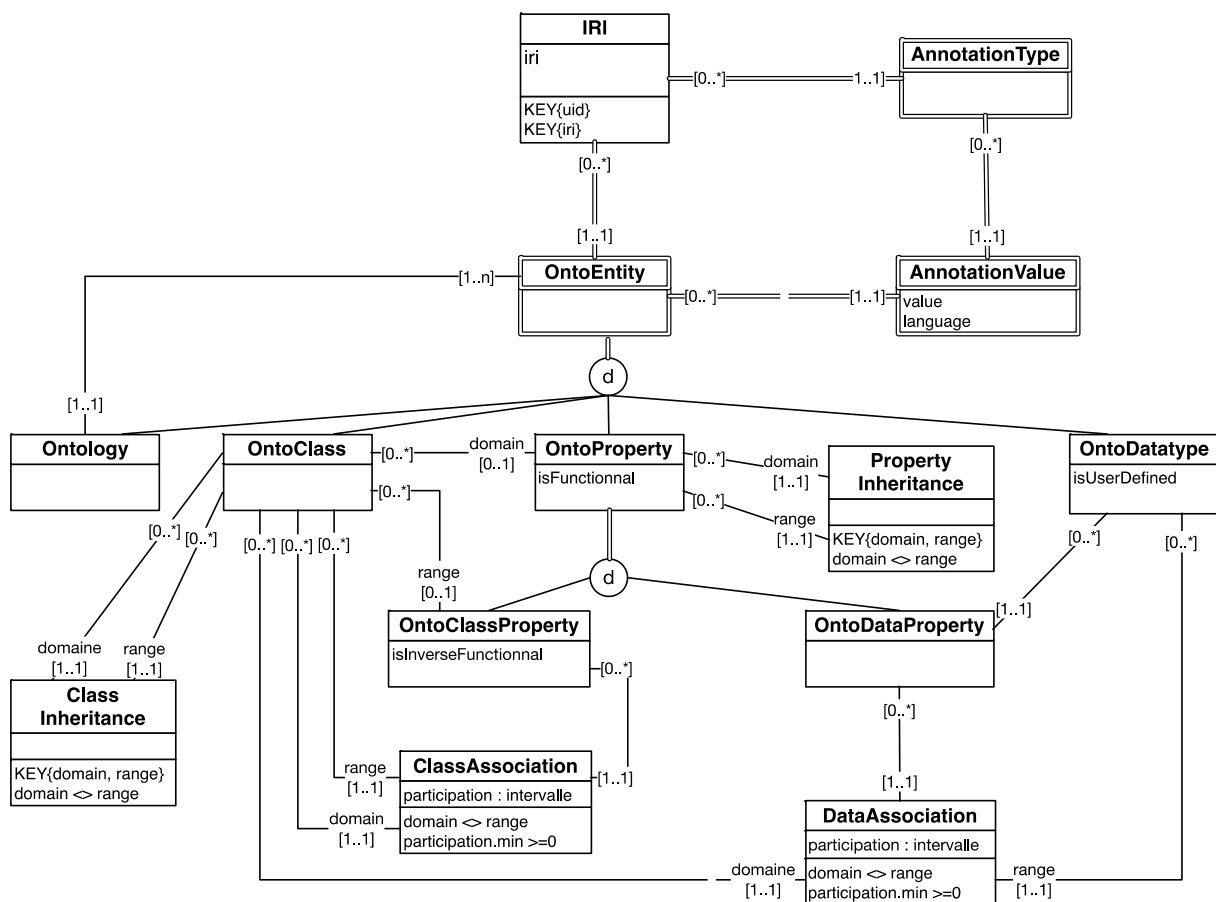 IRI
iri
KEY{uid}
KEY{iri}
AnnotationType
[0..*]
1..1]
[0..*]
[0..*]
[1..1]
[1..1]
[1..n]
OntoEntity
[0..*]
[1..1]
AnnotationValue
value
language
d
[1..1]
Ontology
OntoClass
[0..*]
domain
[0..1]
OntoProperty
isFunctionnal
[0..*]
domain
[1..1]
Property
Inheritance
KEY{domain, range}
domain <> range
OntoDatatype
isUserDefined
[0..*]
[0..*]
range
[1..1]
[0..*]
[0..*]
[0..*]
[0..*]
[0..*]
[0..*]
[0..*]
range
[0..1]
d
[1..1]
OntoClassProperty
isInverseFunctionnal
OntoDataProperty
domaine
[1..1]
range
[1..1]
[0..*]
Class
Inheritance
KEY{domain, range}
domain <> range
[0..*]
range
[1..1]
ClassAssociation
participation : intervalle
domain <> range
participation.min >=0
[1..1]
domain
[1..1]
[1..1]
DataAssociation
participation : intervalle
domain <> range
participation.min >=0
domaine
[1..1]
range
[1..1]